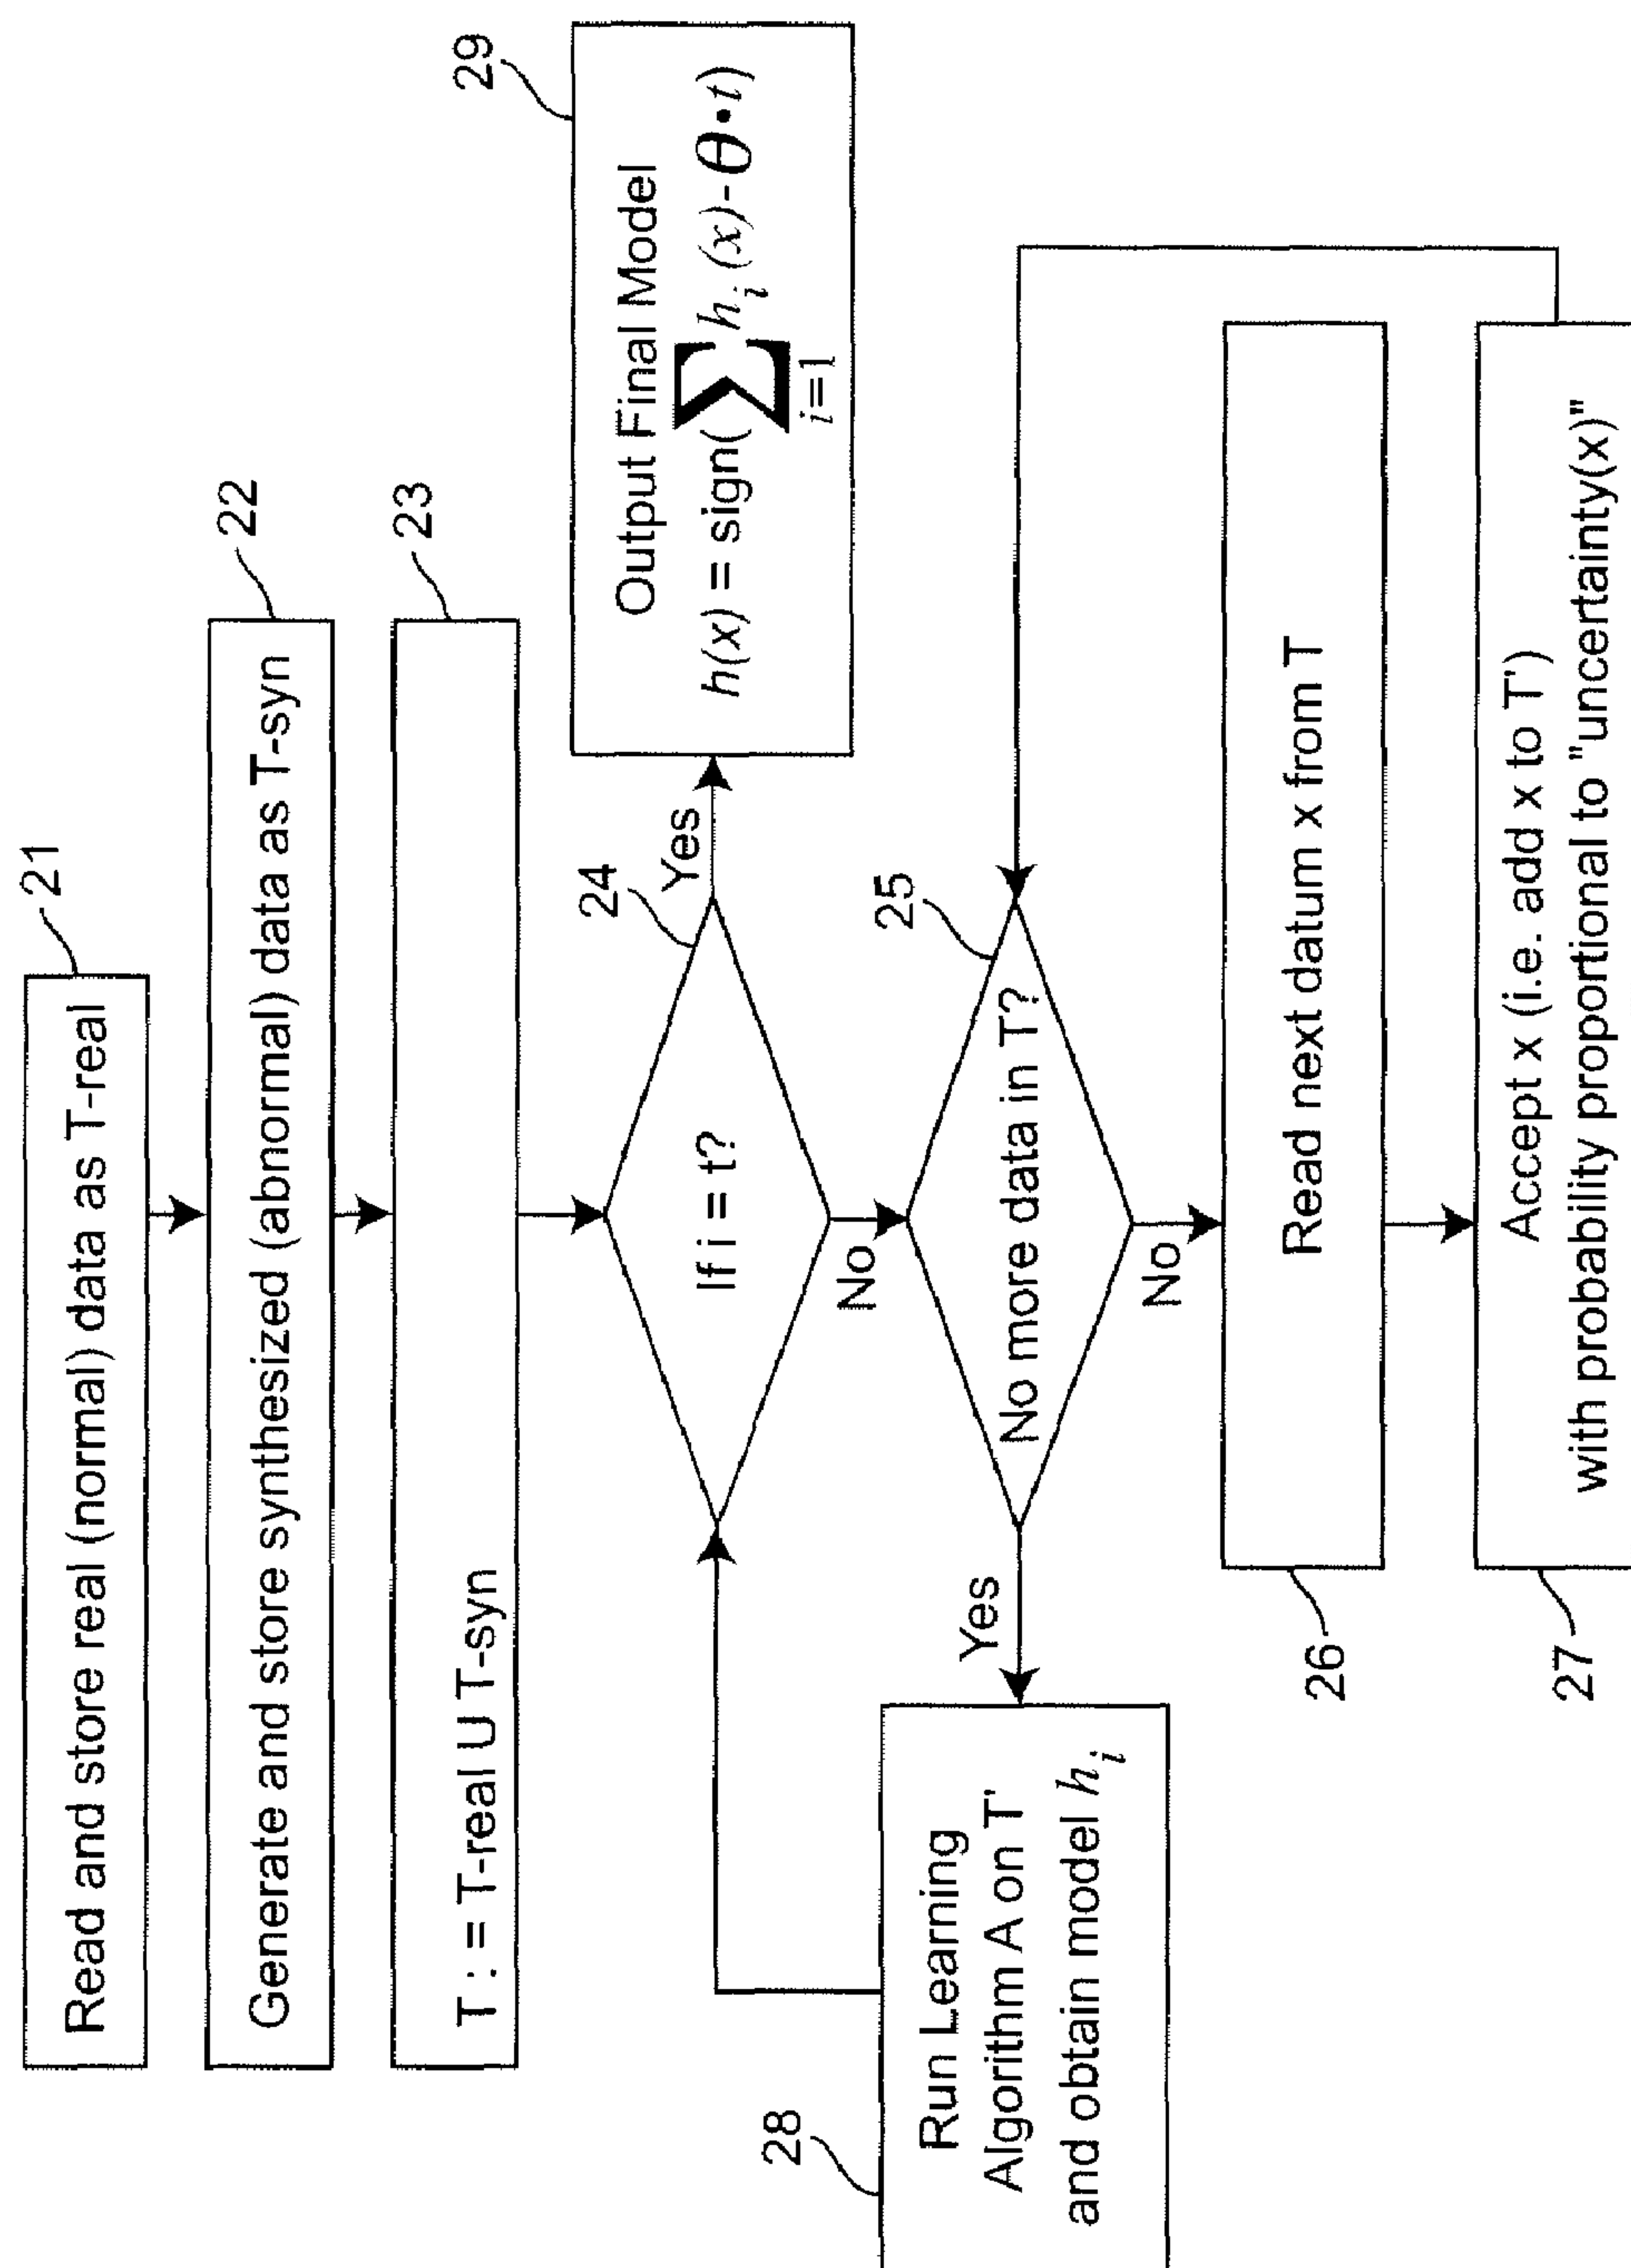 21
Read and store real (normal) data as T-real
22
Generate and store synthesized (abnormal) data as T-syn
23
T : = T-real U T-syn
24
If i = t?
Yes
No
29
Output Final Model
h(x) = sign( ∑ h_i (x)- θ•t)
i=1
25
No more data in T?
Yes
No
28
Run Learning
Algorithm A on T'
and obtain model h_i
26
Read next datum x from T
27
Accept x (i.e. add x to T')
with probability proportional to "uncertainty(x)"